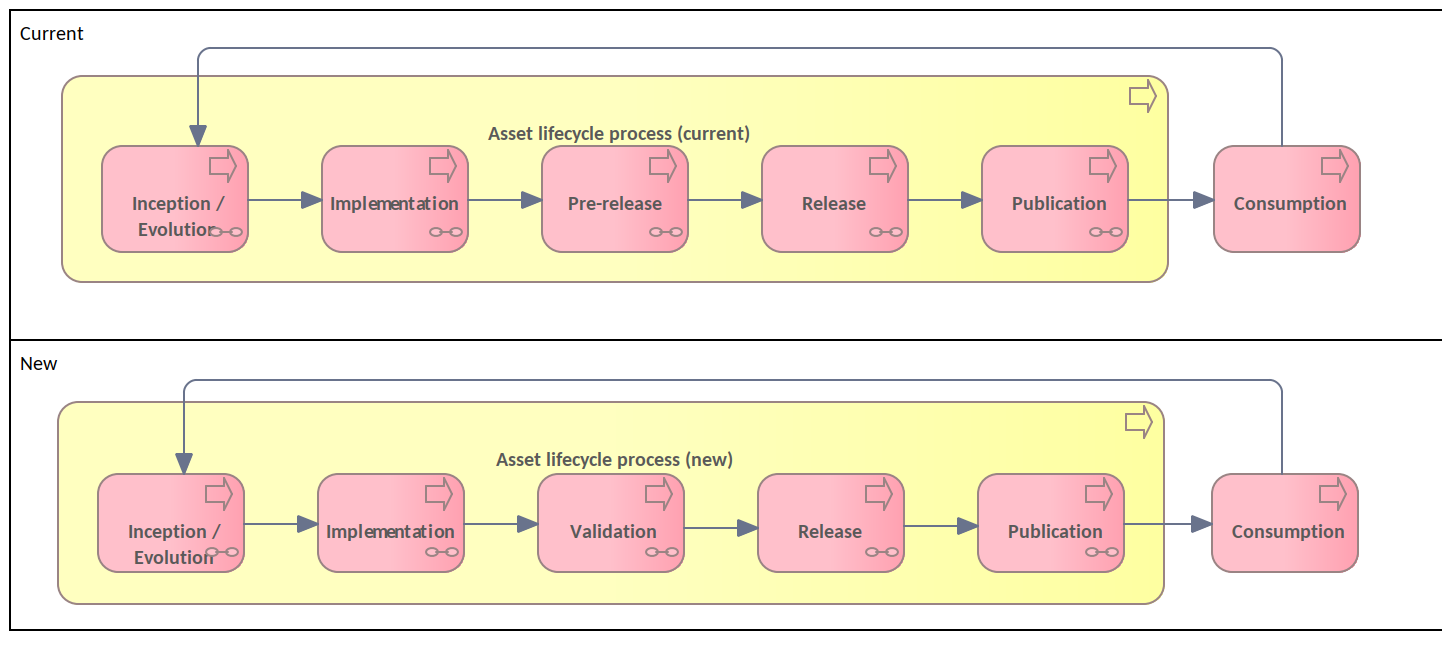 Current
Asset lifecycle process (current)
Inception /
Evolution
Implementation
Pre-release
Release
Publication
Consumption
New
Asset lifecycle process (new)
Inception /
Evolution
Implementation
Validation
Release
Publication
Consumption